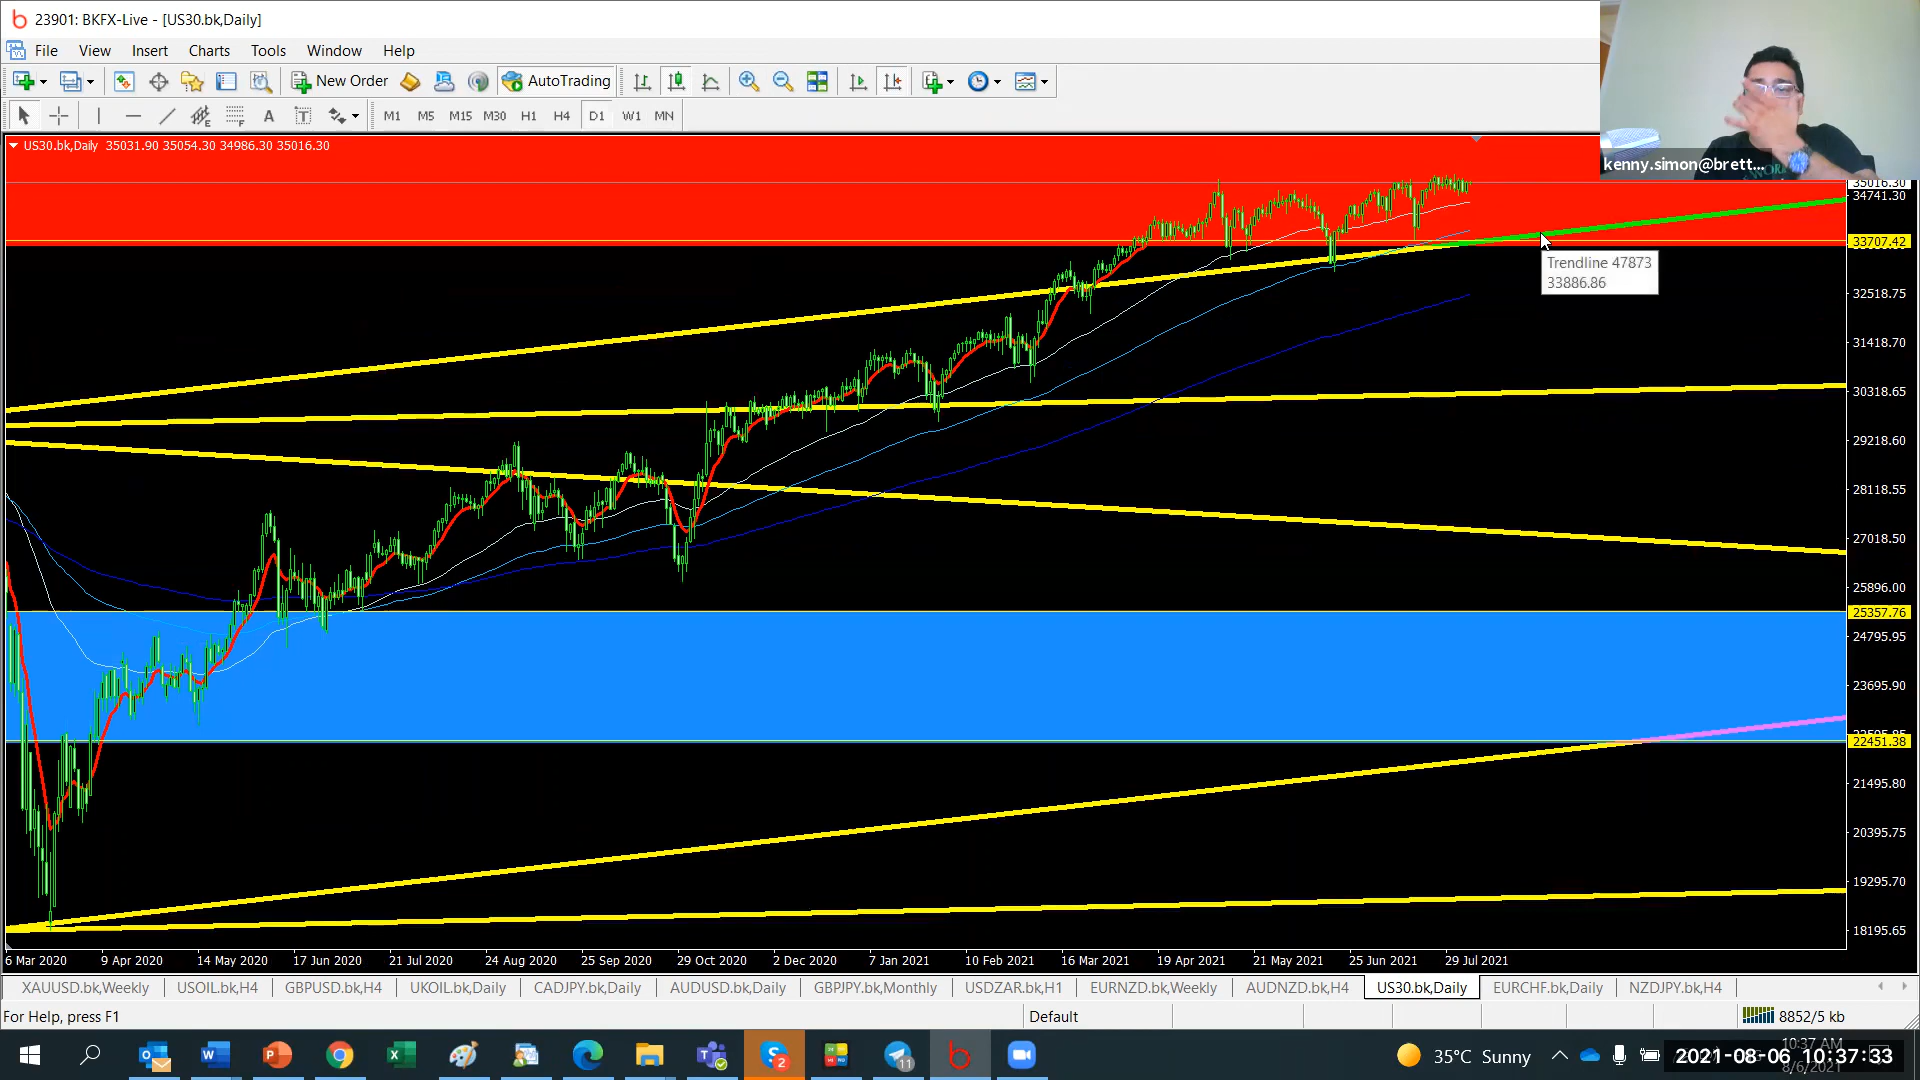 23901: BKFX-Live - [US30.bk,Daily]
File View Insert Charts Tools Window Help
New Order AutoTrading
A T M1 M5 M15 M30 H1 H4 D1 W1 MN
US30.bk,Daily 35031.90 35054.30 34986.30 35016.30
kenny.simon@brett...
35016.30
34741.30
33707.42
Trendline 47873
33886.86
32518.75
31418.70
30318.65
29218.60
28118.55
27018.50
25896.00
25357.76
24795.95
23695.90
22451.38
21495.80
20395.75
19295.70
18195.65
6 Mar 2020 9 Apr 2020 14 May 2020 17 Jun 2020 21 Jul 2020 24 Aug 2020 25 Sep 2020 29 Oct 2020 2 Dec 2020 7 Jan 2021 10 Feb 2021 16 Mar 2021 19 Apr 2021 21 May 2021 25 Jun 2021 29 Jul 2021
XAUUSD.bk,Weekly USOIL.bk,H4 GBPUSD.bk,H4 UKOIL.bk,Daily CADJPY.bk,Daily AUDUSD.bk,Daily GBPJPY.bk,Monthly USDZAR.bk,H1 EURNZD.bk,Weekly AUDNZD.bk,H4 US30.bk,Daily EURCHF.bk,Daily NZDJPY.bk,H4
For Help, press F1 Default 8852/5 kb
2 11 35°C Sunny 10:37 AM
2021-08-06 10:37:33